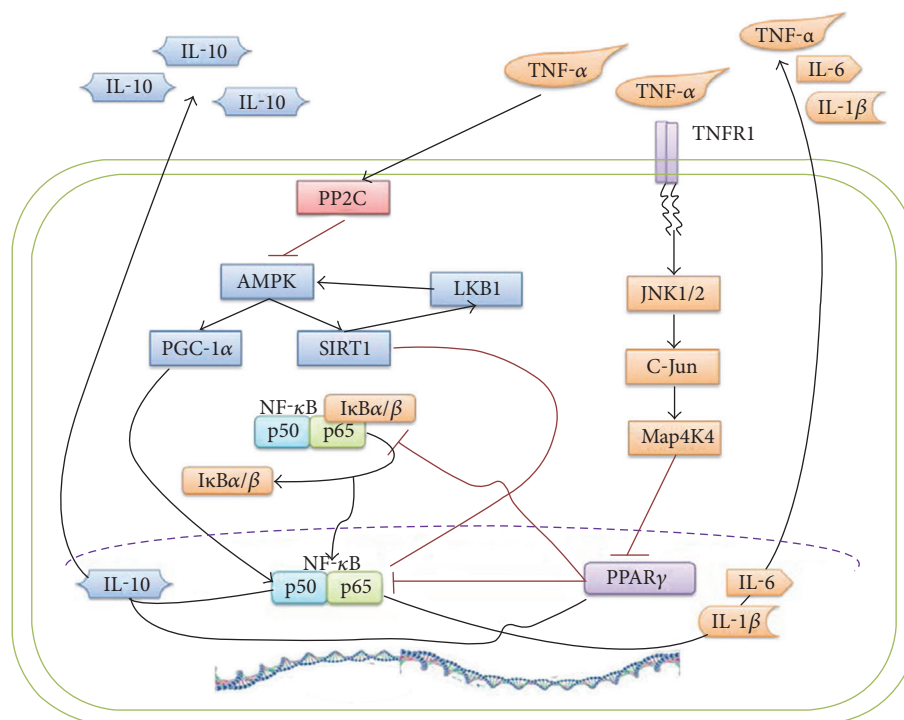 IL-10
IL-10
IL-10
TNF-α
TNF-α
TNF-α
IL-6
IL-1β
TNFR1
PP2C
AMPK
LKB1
JNK1/2
PGC-1α
SIRT1
C-Jun
NF-κB
IκBα/β
p50
p65
Map4K4
IκBα/β
NF-κB
IL-10
p50
p65
PPARγ
IL-6
IL-1β